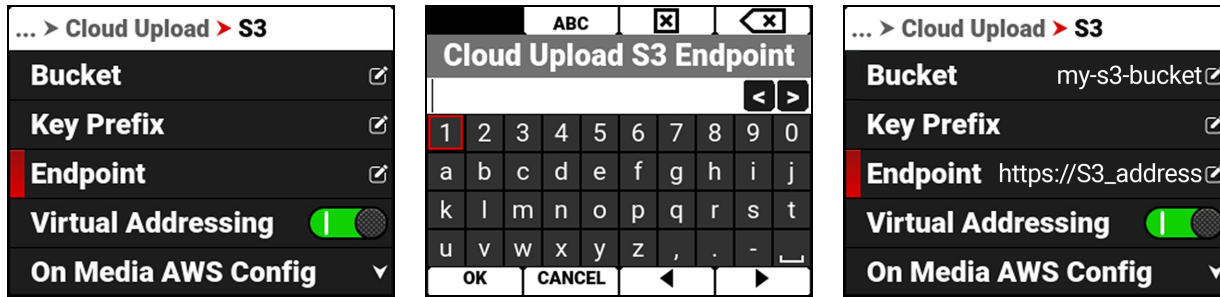 ... > Cloud Upload > S3
Bucket
Key Prefix
Endpoint
Virtual Addressing
On Media AWS Config
ABC
Cloud Upload S3 Endpoint
< >
1 2 3 4 5 6 7 8 9 0
a b c d e f g h i j
k l m n o p q r s t
u v w x y z , . -
OK CANCEL
... > Cloud Upload > S3
Bucket my-s3-bucket
Key Prefix
Endpoint https://S3_address
Virtual Addressing
On Media AWS Config